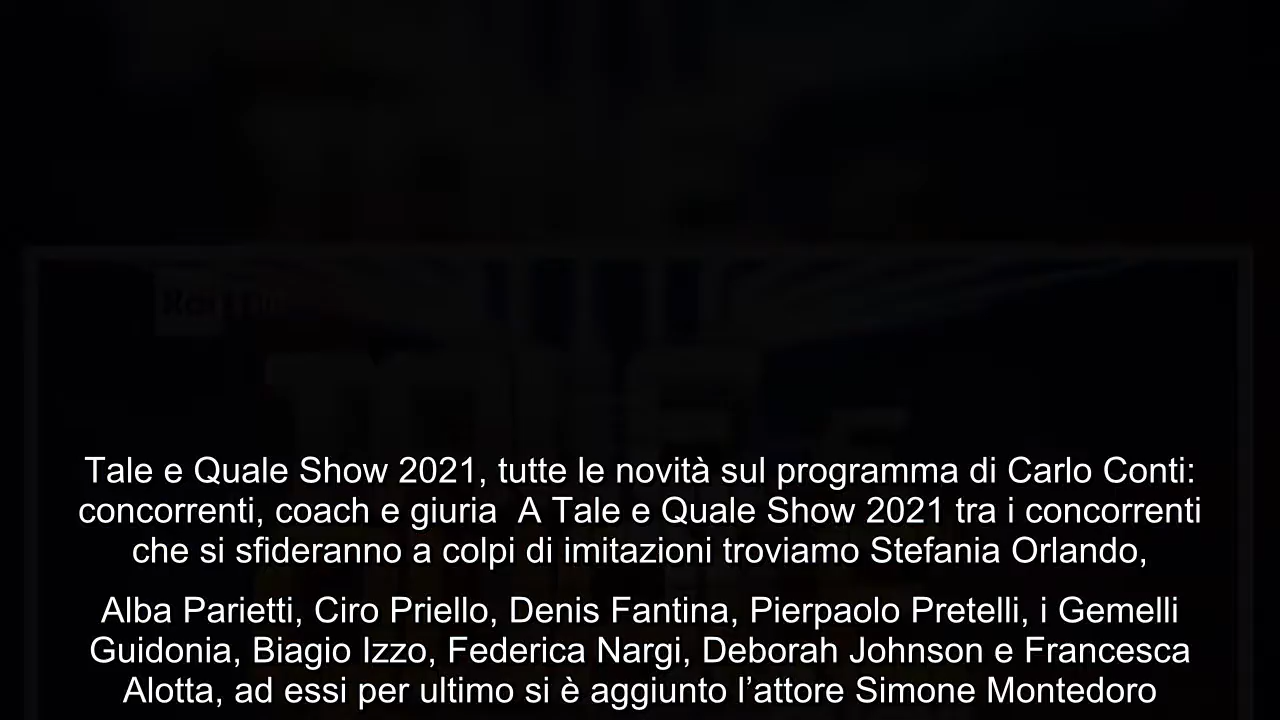 Tale e Quale Show 2021, tutte le novità sul programma di Carlo Conti:
concorrenti, coach e giuria  A Tale e Quale Show 2021 tra i concorrenti
che si sfideranno a colpi di imitazioni troviamo Stefania Orlando,
Alba Parietti, Ciro Priello, Denis Fantina, Pierpaolo Pretelli, i Gemelli
Guidonia, Biagio Izzo, Federica Nargi, Deborah Johnson e Francesca
Alotta, ad essi per ultimo si è aggiunto l’attore Simone Montedoro